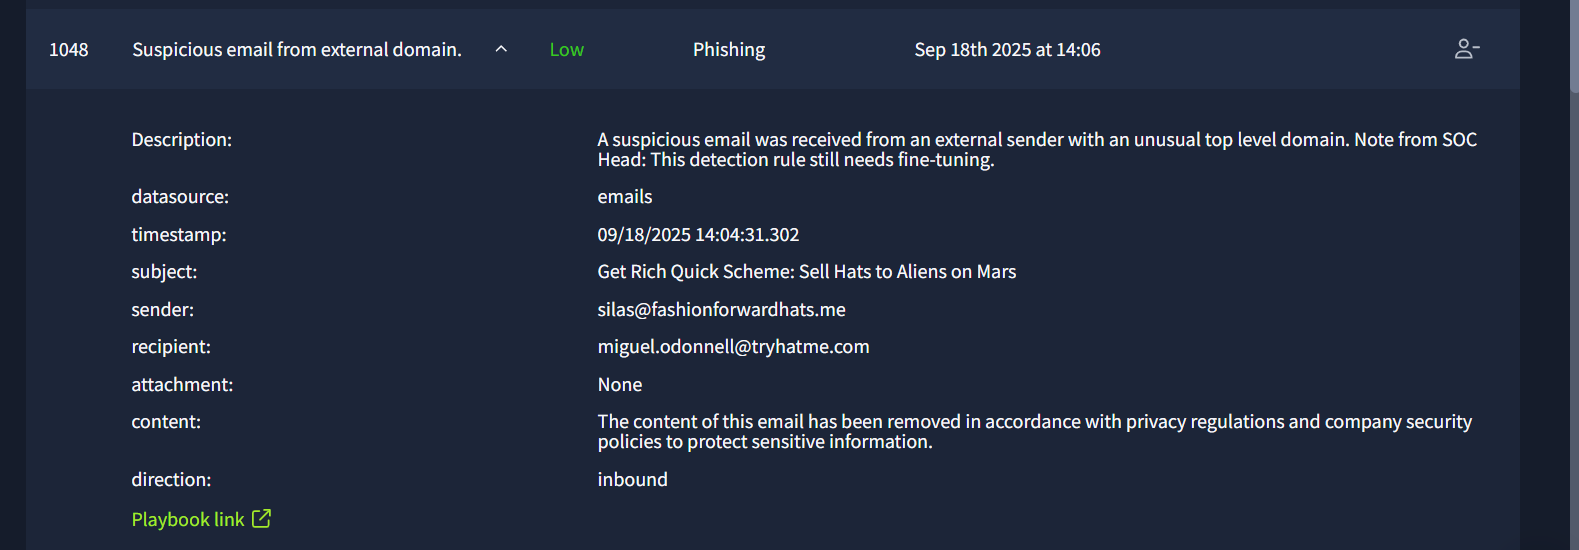 1048 Suspicious email from external domain. Low Phishing Sep 18th 2025 at 14:06
Description: A suspicious email was received from an external sender with an unusual top level domain. Note from SOC
Head: This detection rule still needs fine-tuning.
datasource: emails
timestamp: 09/18/2025 14:04:31.302
subject: Get Rich Quick Scheme: Sell Hats to Aliens on Mars
sender: silas@fashionforwardhats.me
recipient: miguel.odonnell@tryhatme.com
attachment: None
content: The content of this email has been removed in accordance with privacy regulations and company security
policies to protect sensitive information.
direction: inbound
Playbook link